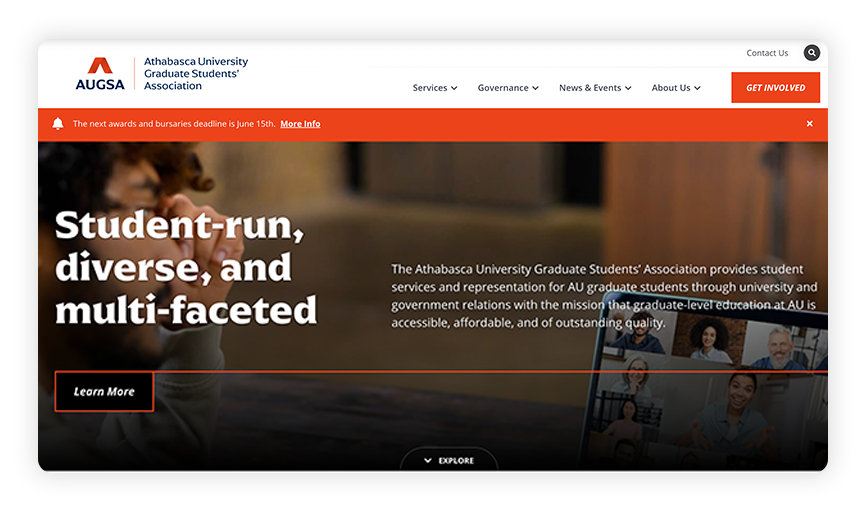 Contact Us
AUGSA
Athabasca University
Graduate Students'
Association
Services
Governance
News & Events
About Us
GET INVOLVED
The next awards and bursaries deadline is June 15th. More Info
Student-run,
diverse, and
multi-faceted
The Athabasca University Graduate Students' Association provides student
services and representation for AU graduate students through university and
government relations with the mission that graduate-level education at AU is
accessible, affordable, and of outstanding quality.
Learn More
EXPLORE